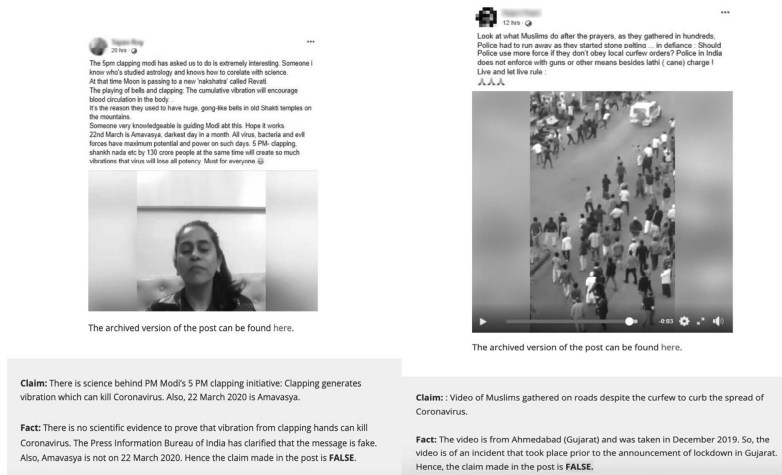 20 hrs ·
The 5pm clapping modi has asked us to do is extremely interesting. Someone i
know who's studied astrology and knows how to corelate with science.
At that time Moon is passing to a new 'nakshatra' called Revati.
The playing of bells and clapping: The cumulative vibration will encourage
blood circulation in the body. .
It's the reason they used to have huge, gong-like bells in old Shakti temples on
the mountains.
Someone very knowledgeable is guiding Modi abt this. Hope it works.
22nd March is Amavasya, darkest day in a month. All virus, bacteria and evil
forces have maximum potential and power on such days. 5 PM- clapping,
shankh nada etc by 130 crore people at the same time will create so much
vibrations that virus will lose all potency. Must for everyone
The archived version of the post can be found here.
Claim: There is science behind PM Modi's 5 PM clapping initiative: Clapping generates
vibration which can kill Coronavirus. Also, 22 March 2020 is Amavasya.
Fact: There is no scientific evidence to prove that vibration from clapping hands can kill
Coronavirus. The Press Information Bureau of India has clarified that the message is fake.
Also, Amavasya is not on 22 March 2020. Hence the claim made in the post is FALSE.
12 hrs ·
Look at what Muslims do after the prayers, as they gathered in hundreds,
Police had to run away as they started stone pelting ... in defiance : Should
Police use more force if they don't obey local curfew orders? Police in India
does not enforce with guns or other means besides lathi ( cane) charge !
Live and let live rule :
-0:03
The archived version of the post can be found here.
Claim: : Video of Muslims gathered on roads despite the curfew to curb the spread of
Coronavirus.
Fact: The video is from Ahmedabad (Gujarat) and was taken in December 2019. So, the
video is of an incident that took place prior to the announcement of lockdown in Gujarat.
Hence, the claim made in the post is FALSE.